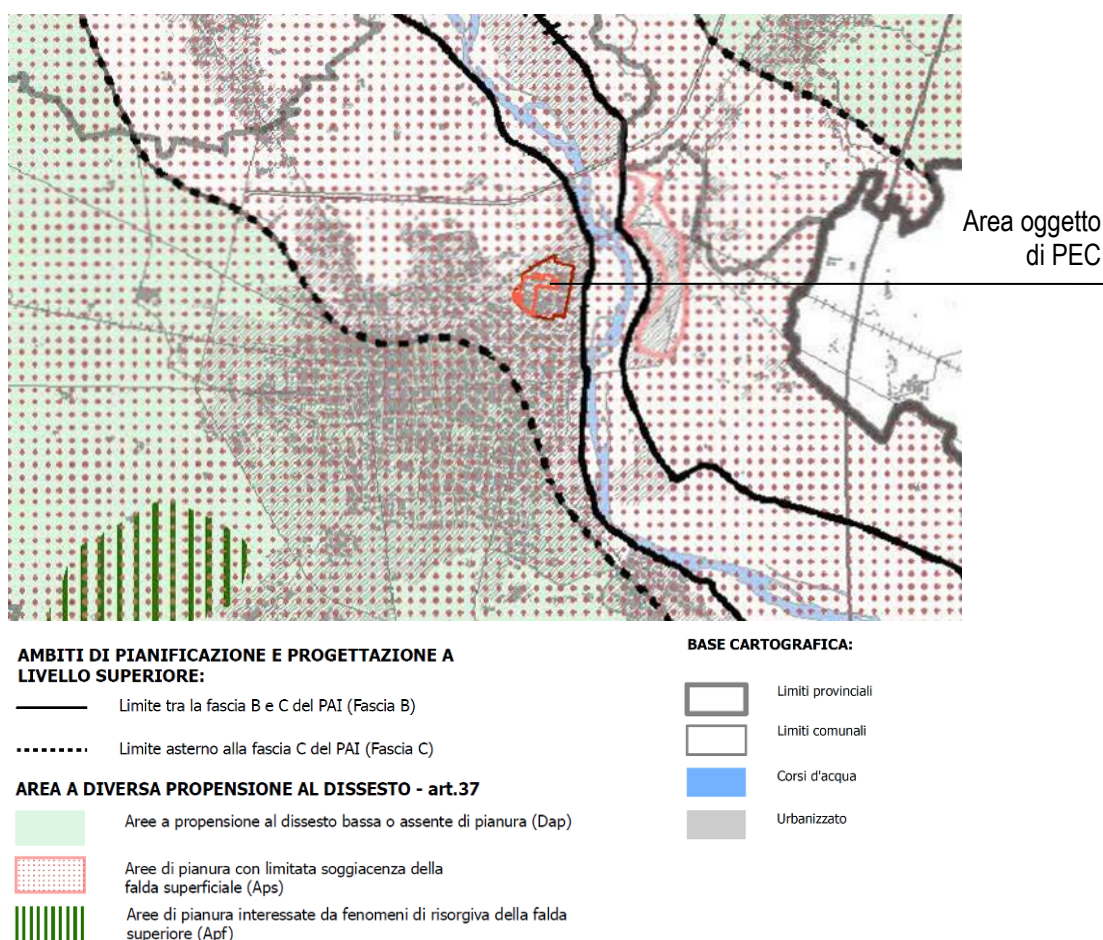 Area oggetto
di PEC
AMBITI DI PIANIFICAZIONE E PROGETTAZIONE A
LIVELLO SUPERIORE:
Limite tra la fascia B e C del PAI (Fascia B)
Limite asterno alla fascia C del PAI (Fascia C)
AREA A DIVERSA PROPENSIONE AL DISSESTO - art.37
Aree a propensione al dissesto bassa o assente di pianura (Dap)
Aree di pianura con limitata soggiacenza della
falda superficiale (Aps)
Aree di pianura interessate da fenomeni di risorgiva della falda
superiore (Apf)
BASE CARTOGRAFICA:
Limiti provinciali
Limiti comunali
Corsi d'acqua
Urbanizzato